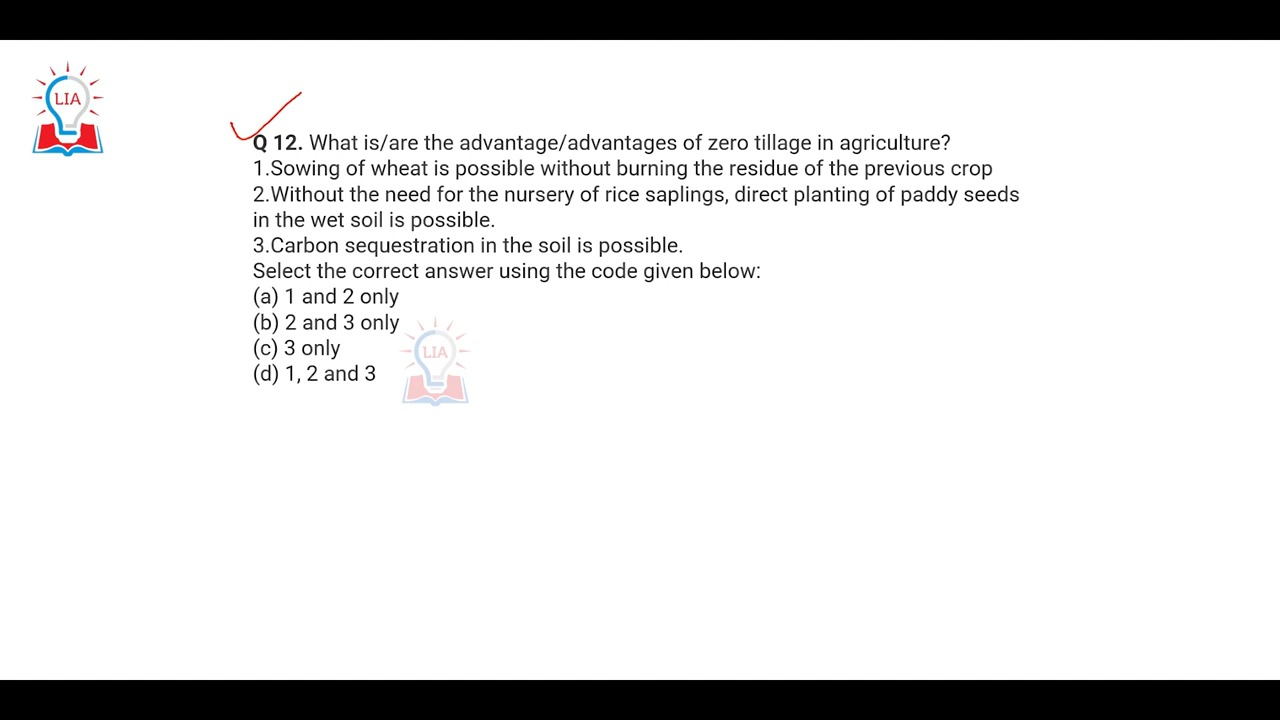 LIA
Q 12. What is/are the advantage/advantages of zero tillage in agriculture?
1.Sowing of wheat is possible without burning the residue of the previous crop
2.Without the need for the nursery of rice saplings, direct planting of paddy seeds
in the wet soil is possible.
3.Carbon sequestration in the soil is possible.
Select the correct answer using the code given below:
(a) 1 and 2 only
(b) 2 and 3 only
(c) 3 only
(d) 1, 2 and 3
LIA